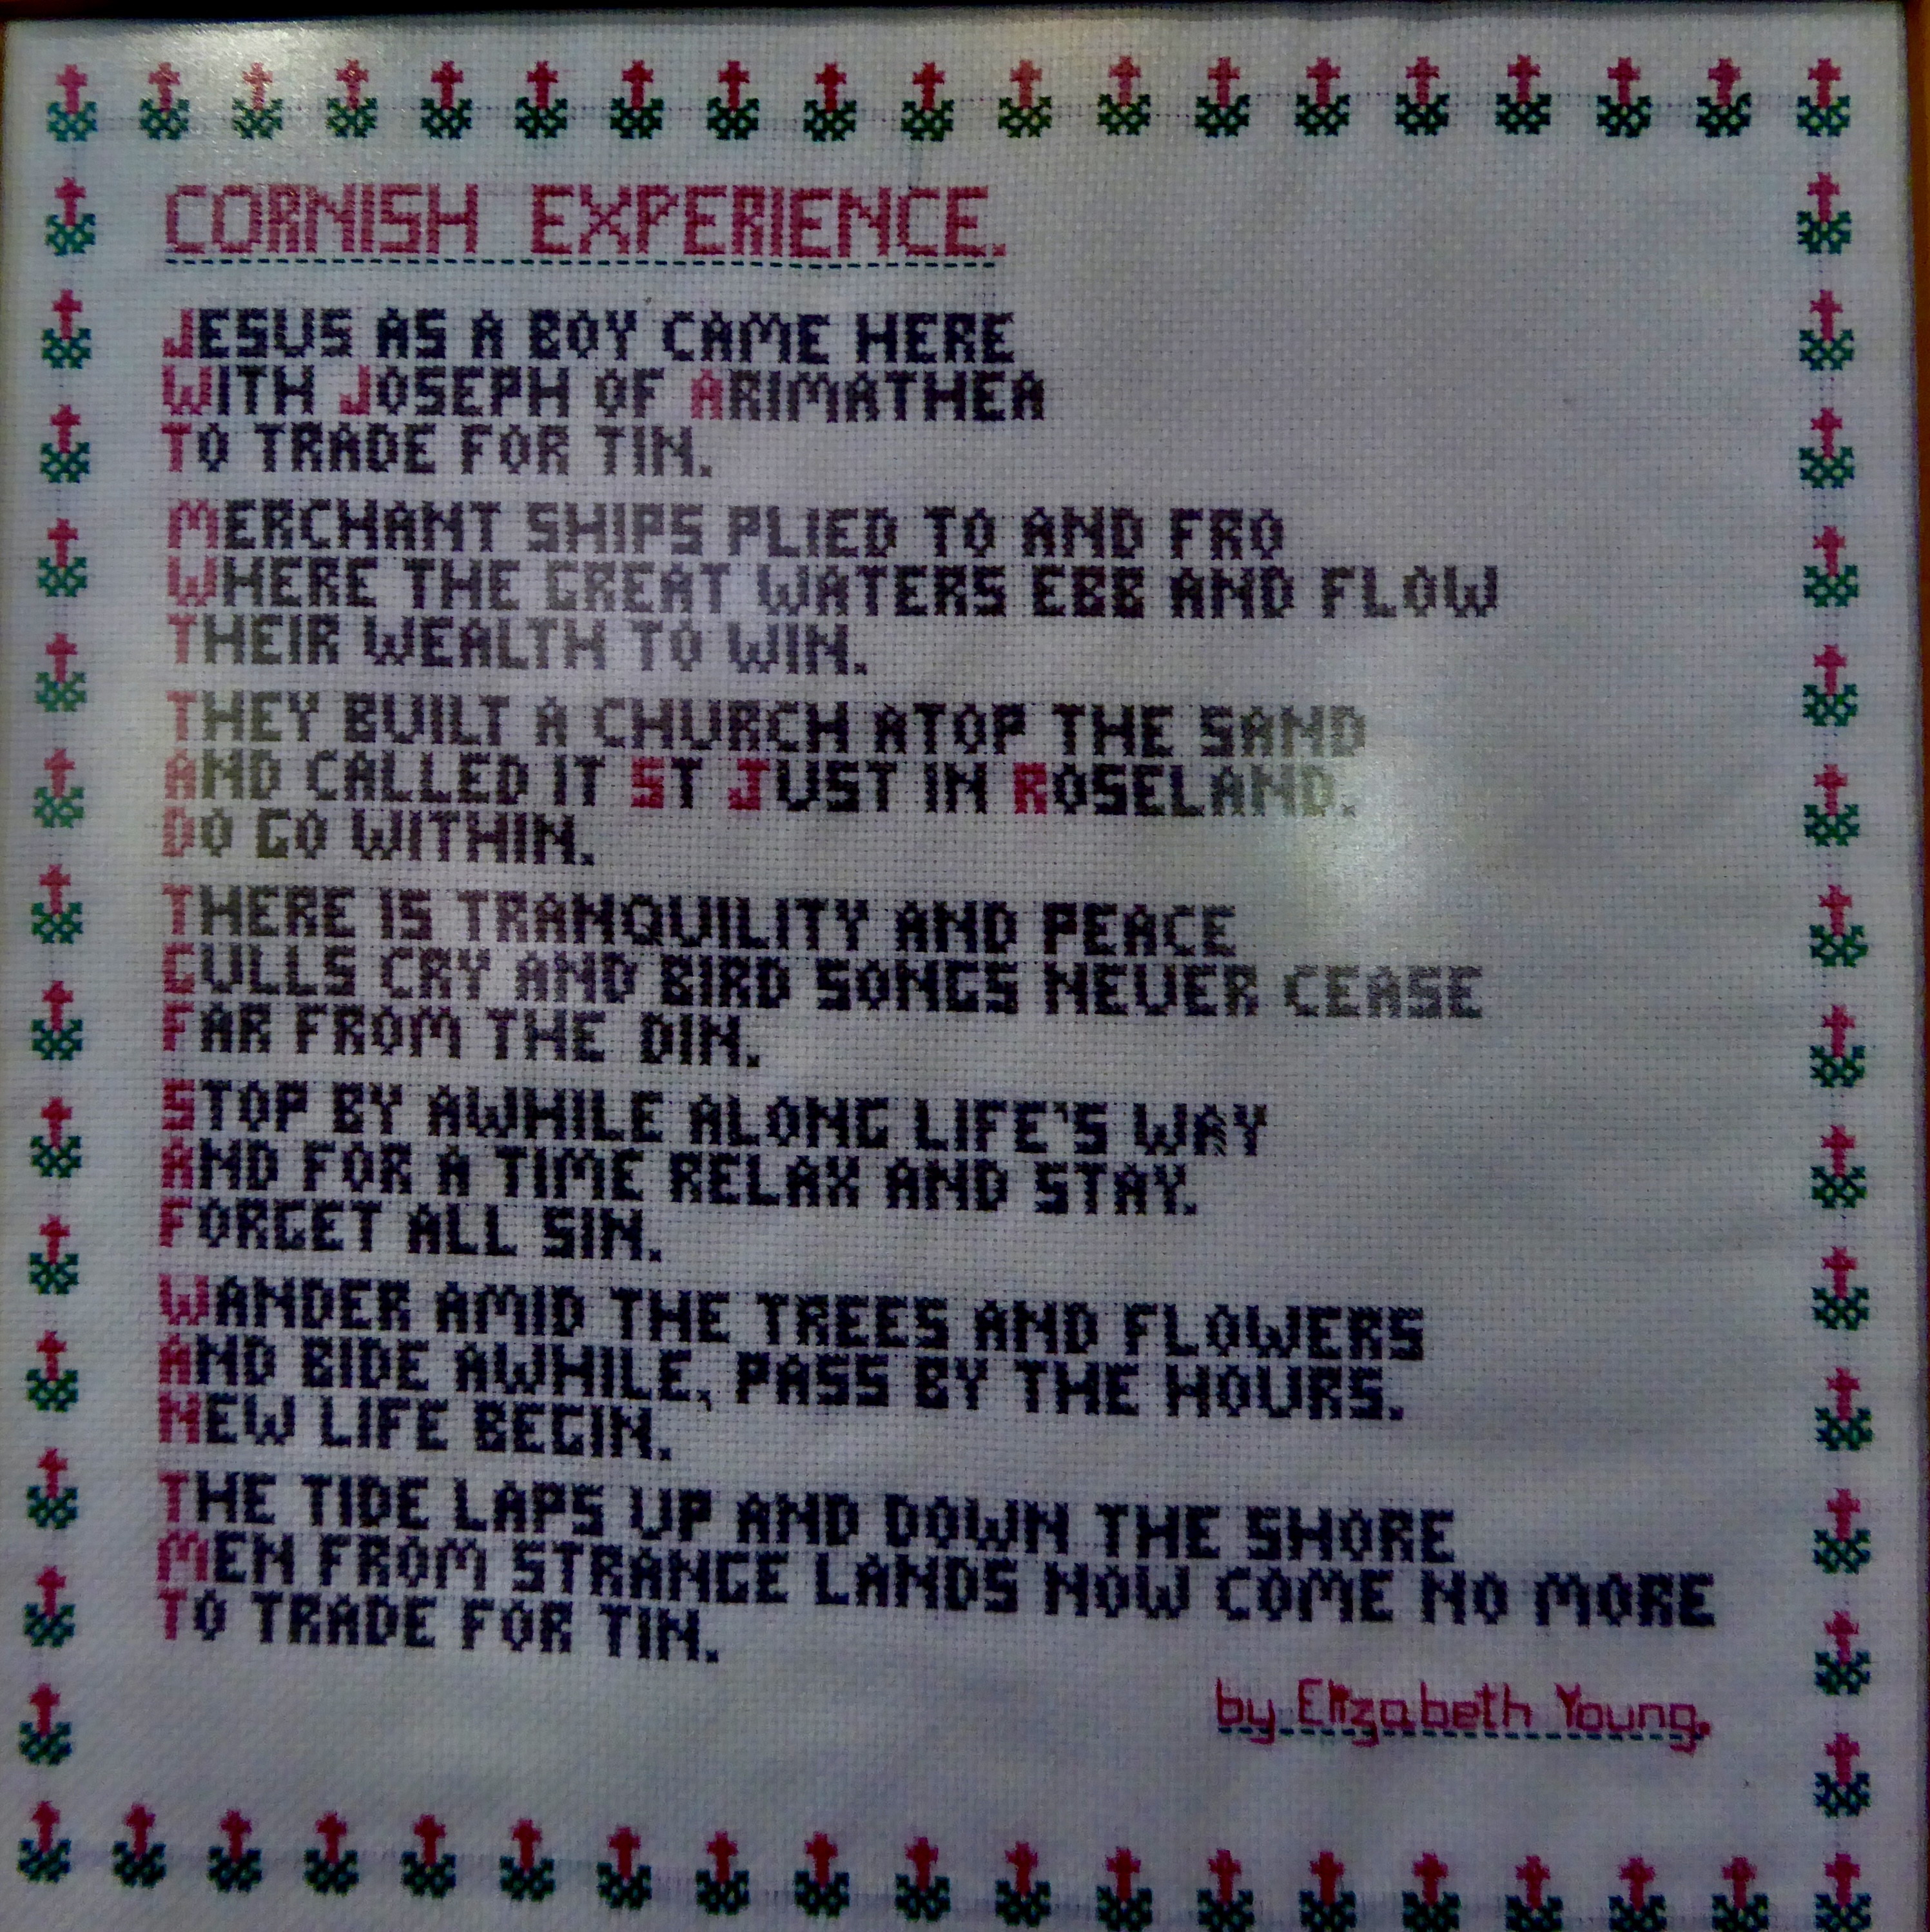 CORNISH EXPERIENCE.
JESUS AS A BOY CAME HERE
WITH JOSEPH OF ARIMATHEA
TO TRADE FOR TIN.
MERCHANT SHIPS PLIED TO AND FRO
WHERE THE GREAT WATERS EBB AND FLOW
THEIR WEALTH TO WIN.
THEY BUILT A CHURCH ATOP THE SAND
AND CALLED IT ST JUST IN ROSELAND.
DO GO WITHIN.
THERE IS TRANQUILITY AND PEACE
GULLS CRY AND BIRD SONGS NEVER CEASE
FAR FROM THE DIN.
STOP BY AWHILE ALONG LIFE'S WAY
AND FOR A TIME RELAX AND STAY.
FORGET ALL SIN.
WANDER AMID THE TREES AND FLOWERS
AND BIDE AWHILE, PASS BY THE HOURS.
NEW LIFE BEGIN.
THE TIDE LAPS UP AND DOWN THE SHORE
MEN FROM STRANGE LANDS NOW COME NO MORE
TO TRADE FOR TIN.
by Elizabeth Young.